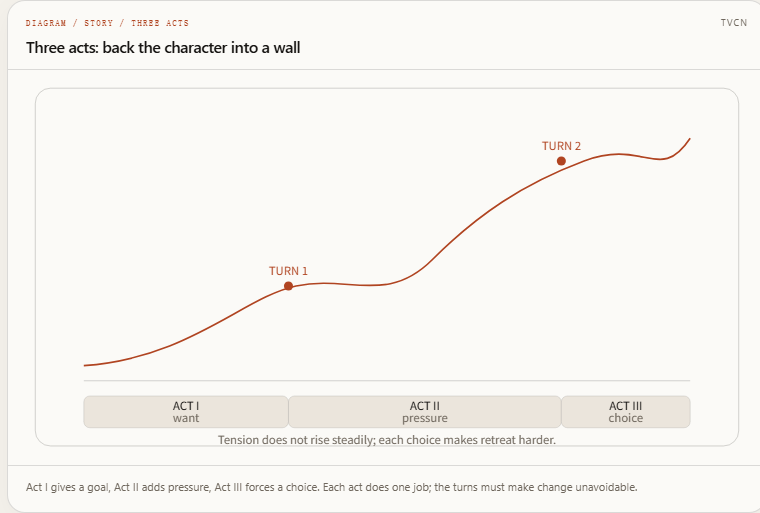 DIAGRAM / STORY / THREE ACTS
TVCN
Three acts: back the character into a wall
TURN 2
TURN 1
ACT I
want
ACT II
pressure
ACT III
choice
Tension does not rise steadily; each choice makes retreat harder.
Act I gives a goal, Act II adds pressure, Act III forces a choice. Each act does one job; the turns must make change unavoidable.